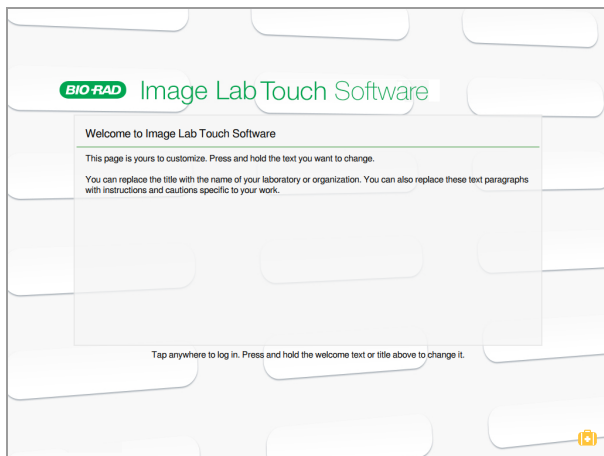 BIO-RAD Image Lab Touch Software
Welcome to Image Lab Touch Software
This page is yours to customize. Press and hold the text you want to change.
You can replace the title with the name of your laboratory or organization. You can also replace these text paragraphs
with instructions and cautions specific to your work.
Tap anywhere to log in. Press and hold the welcome text or title above to change it.